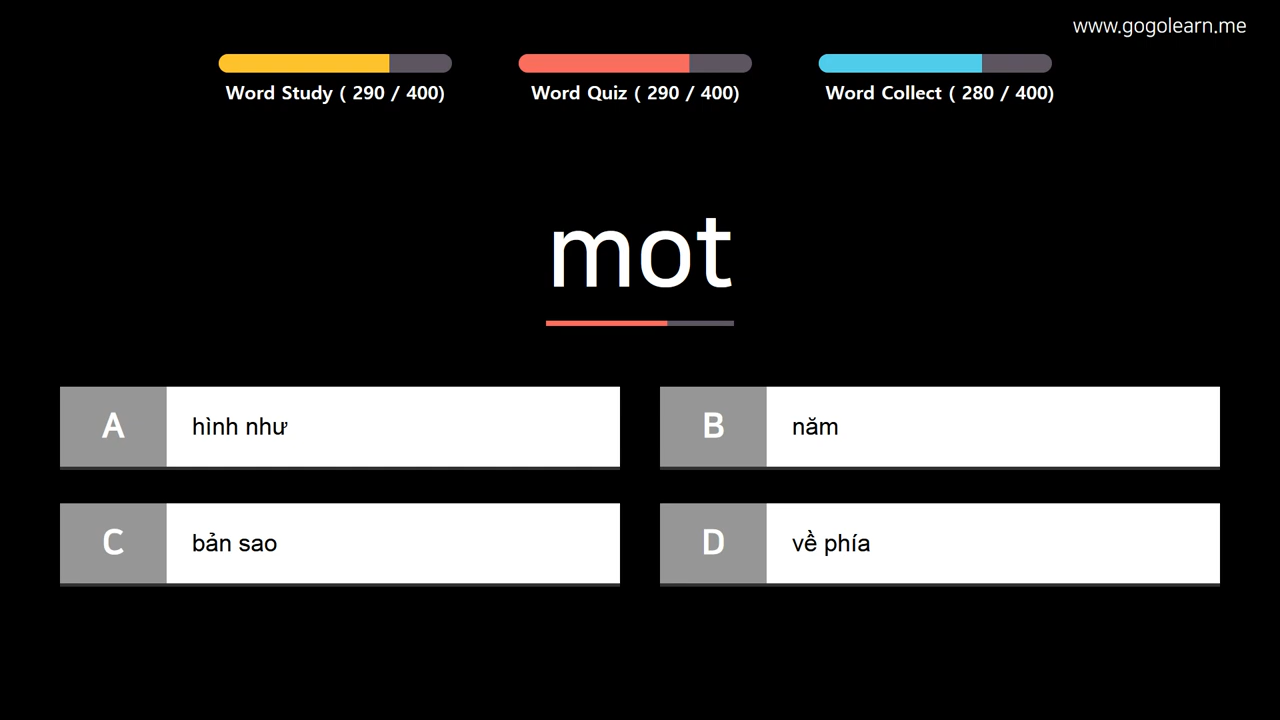 www.gogolearn.me
Word Study ( 290 / 400)
Word Quiz ( 290 / 400)
Word Collect ( 280 / 400)
mot
A hình như
B năm
C bản sao
D về phía